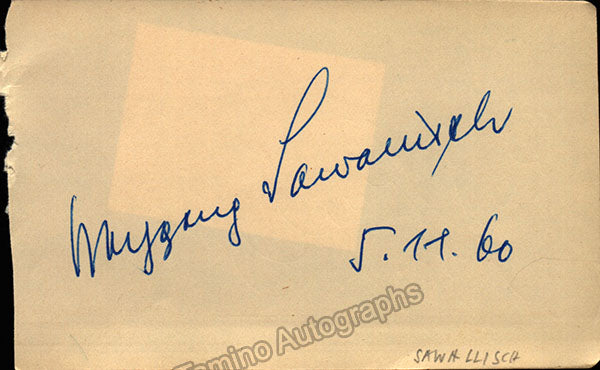 Wolfgang Sawallisch
5.11.60
Tamino Autographs
SAWALLISCH